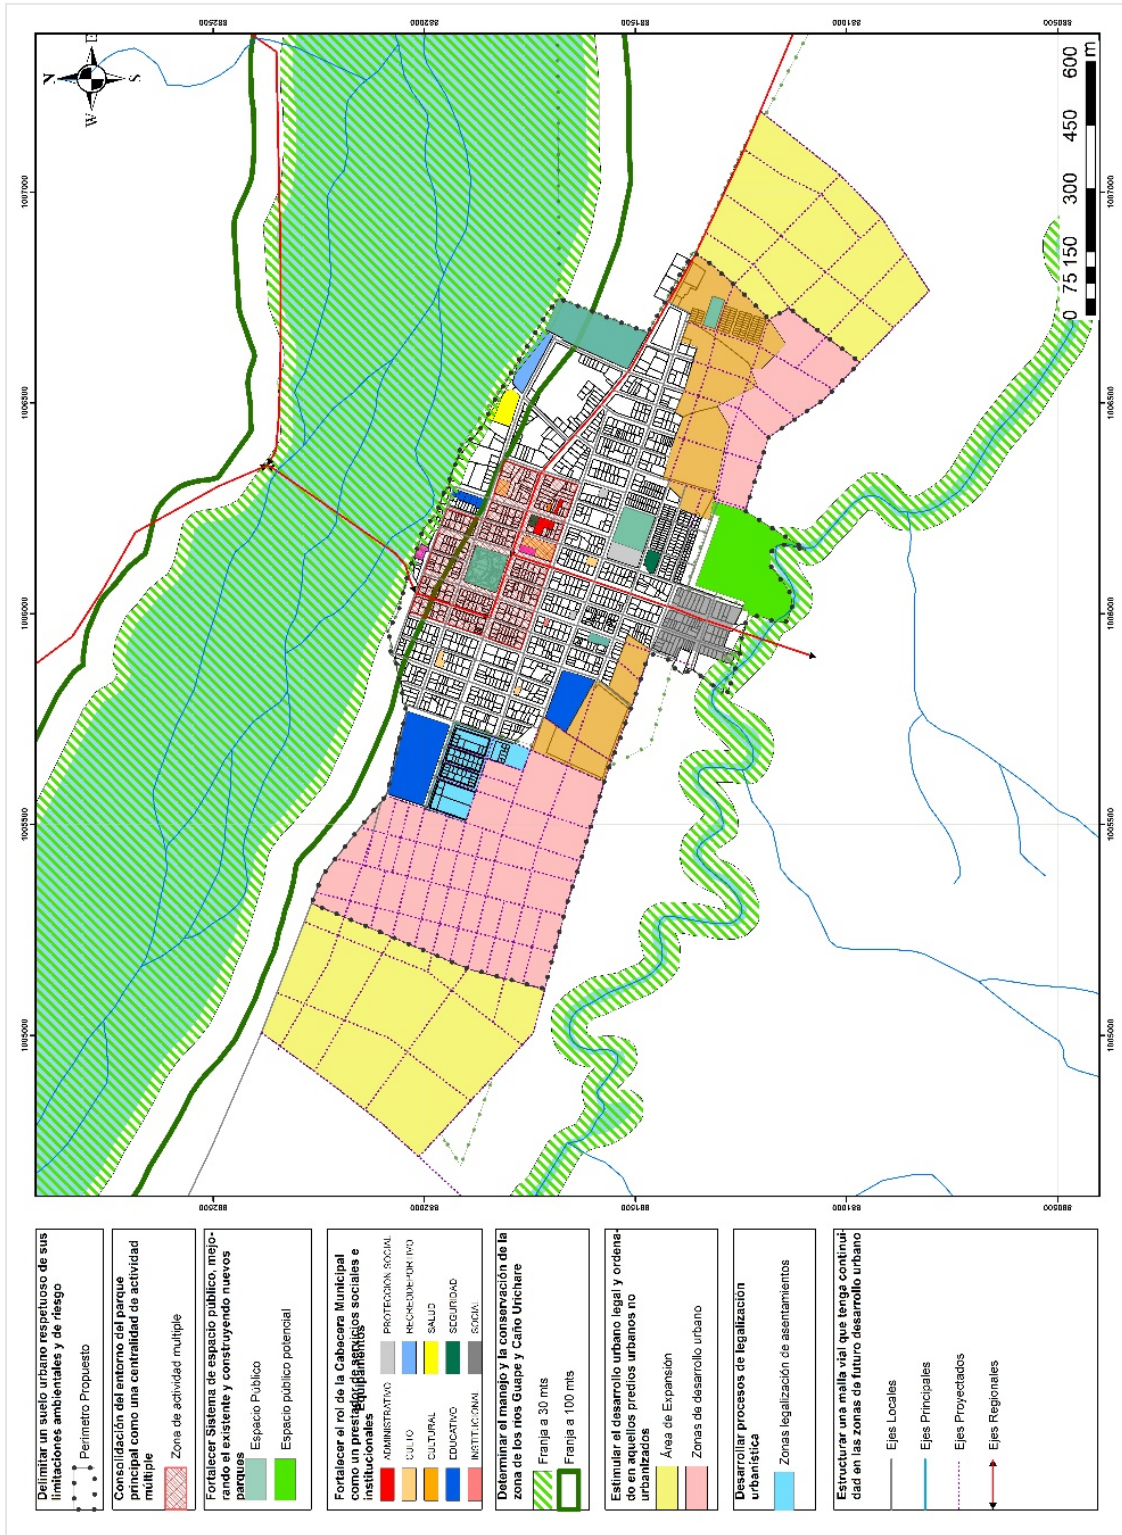 N
E
S
W
882500
882000
881500
881000
880500
1007000
1006500
1006000
1005500
1005000
0 75 150 300 450 600
m
Delimitar un suelo urbano respetuoso de sus
limitaciones ambientales y de riesgo
Perimetro Propuesto
Consolidación del entorno del parque
principal como una centralidad de actividad
múltiple
Zona de actividad multiple
Fortalecer Sistema de espacio público, mejo-
rando el existente y construyendo nuevos
parques
Espacio Público
Espacio público potencial
Fortalecer el rol de la Cabecera Municipal
como un prestador de servicios sociales e
institucionales
Equipamientos
ADMINISTRATIVO
CULTO
CULTURAL
EDUCATIVO
INSTITUCIONAL
PROTECCION SOCIAL
RECREODEPORTIVO
SALUD
SEGURIDAD
SOCIAL
Determinar el manejo y la conservación de la
zona de los rios Guape y Caño Urichare
Franja a 30 mts
Franja a 100 mts
Estimular el desarrollo urbano legal y ordena-
do en aquellos predios urbanos no
urbanizados
Área de Expansión
Zonas de desarrollo urbano
Desarrollar procesos de legalización
urbanística
Zonas legalización de asentamientos
Estructurar una malla vial que tenga continui-
dad en las zonas de futuro desarrollo urbano
Ejes Locales
Ejes Principales
Ejes Proyectados
Ejes Regionales